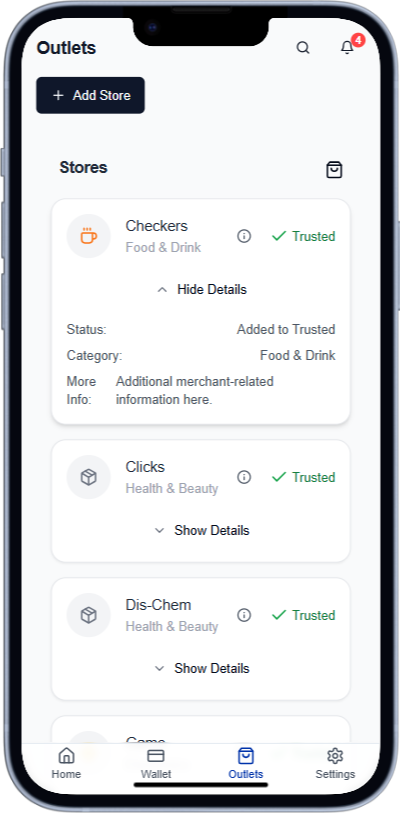 Outlets
4
+ Add Store
Stores
Checkers
Food & Drink
Trusted
Hide Details
Status: Added to Trusted
Category: Food & Drink
More Additional merchant-related
Info: information here.
Clicks
Health & Beauty
Trusted
Show Details
Dis-Chem
Health & Beauty
Trusted
Show Details
Home Wallet Outlets Settings